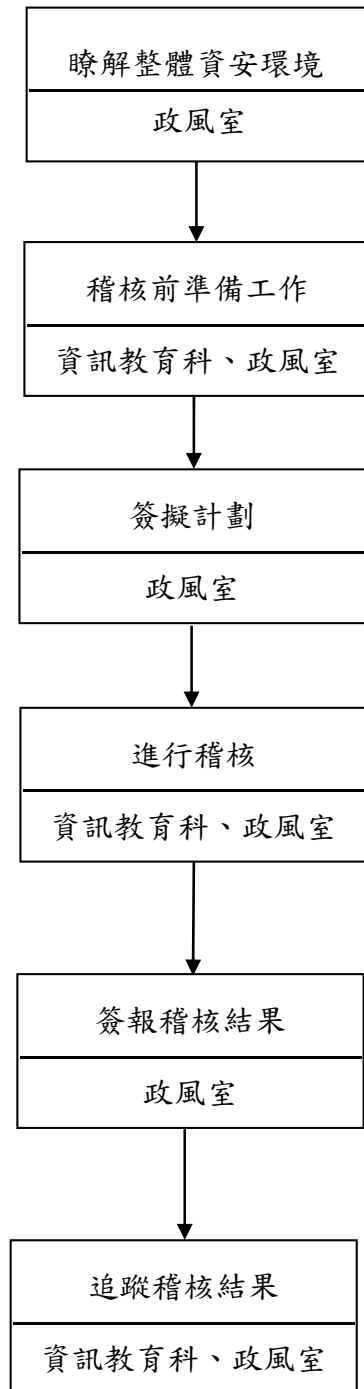 瞭解整體資安環境
政風室
稽核前準備工作
資訊教育科、政風室
簽擬計劃
政風室
進行稽核
資訊教育科、政風室
簽報稽核結果
政風室
追蹤稽核結果
資訊教育科、政風室